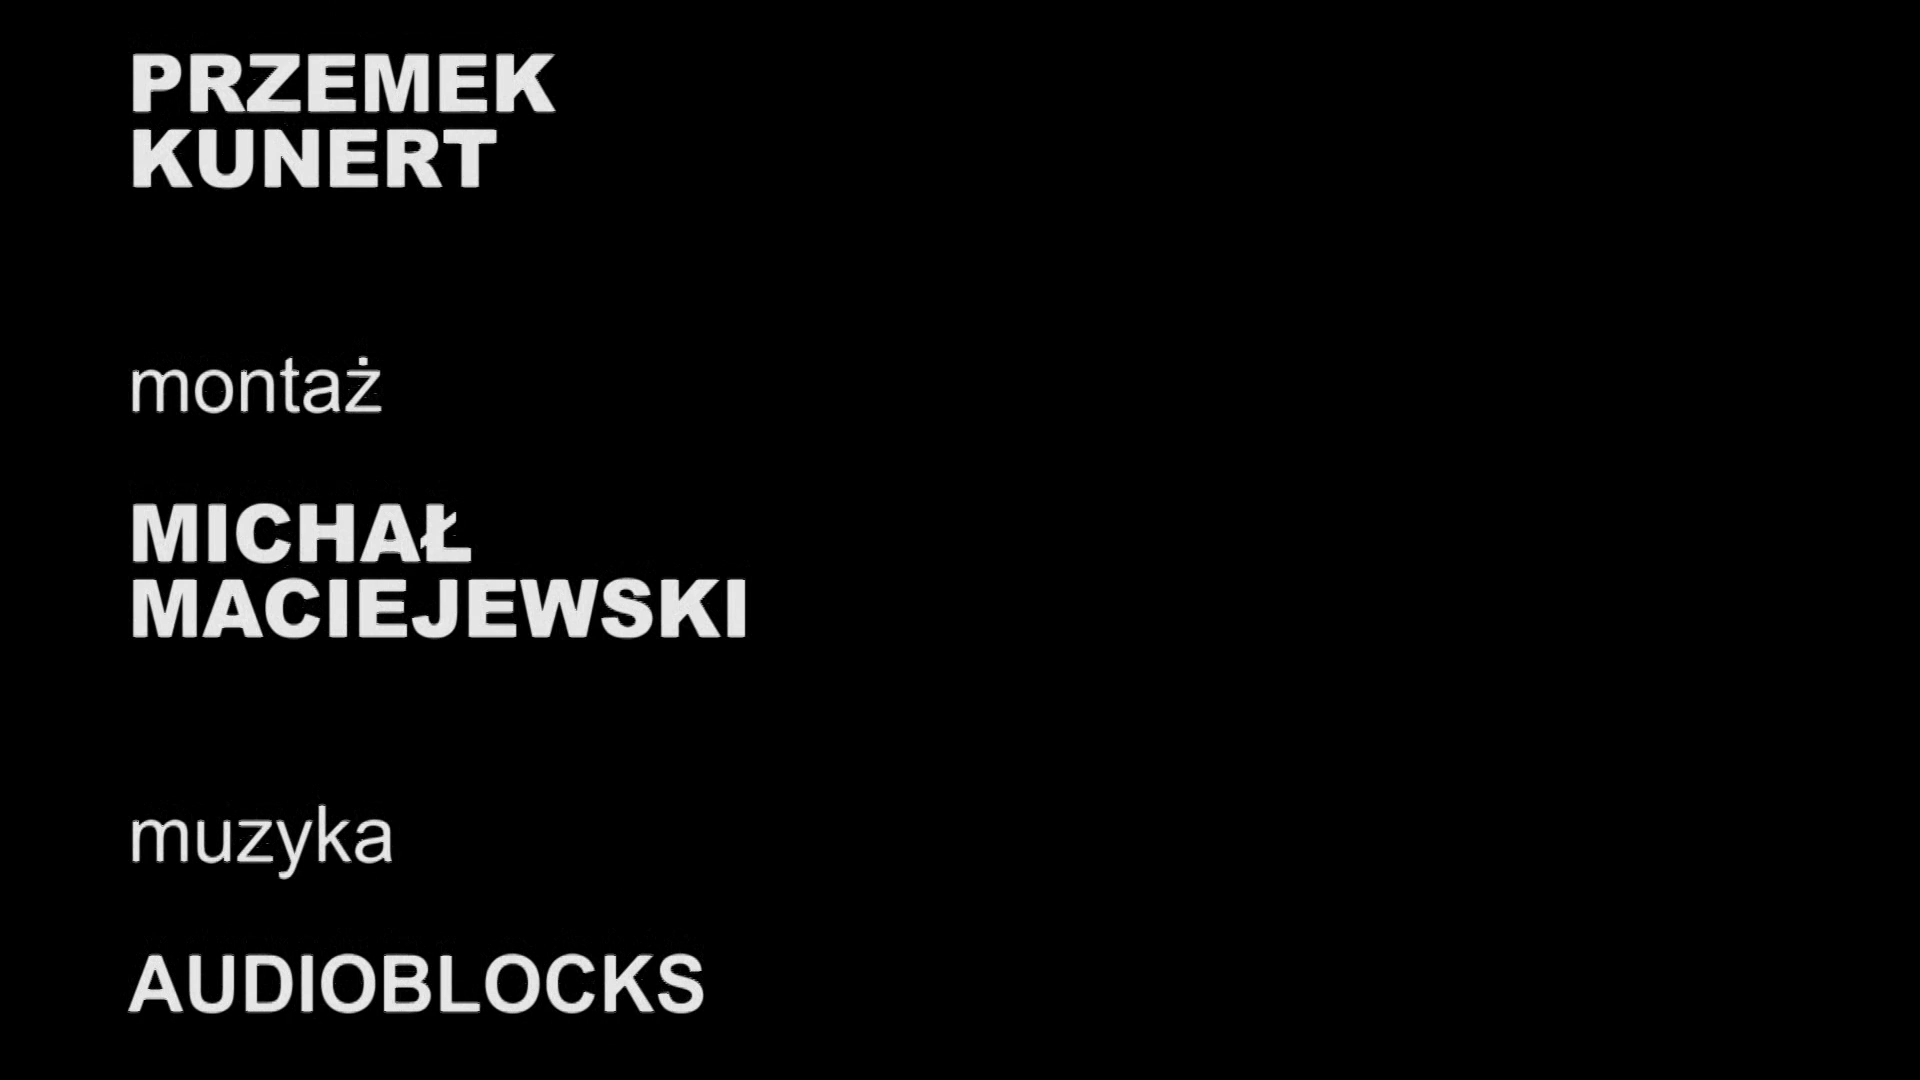 PRZEMEK
KUNERT
montaż
MICHAŁ
MACIEJEWSKI
muzyka
AUDIOBLOCKS